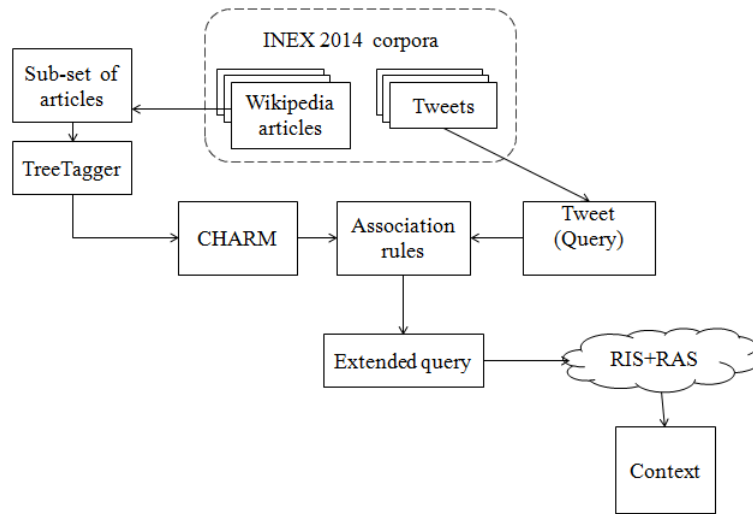 INEX 2014 corpora
Sub-set of
articles
Wikipedia
articles
Tweets
TreeTagger
CHARM
Association
rules
Tweet
(Query)
Extended query
RIS+RAS
Context